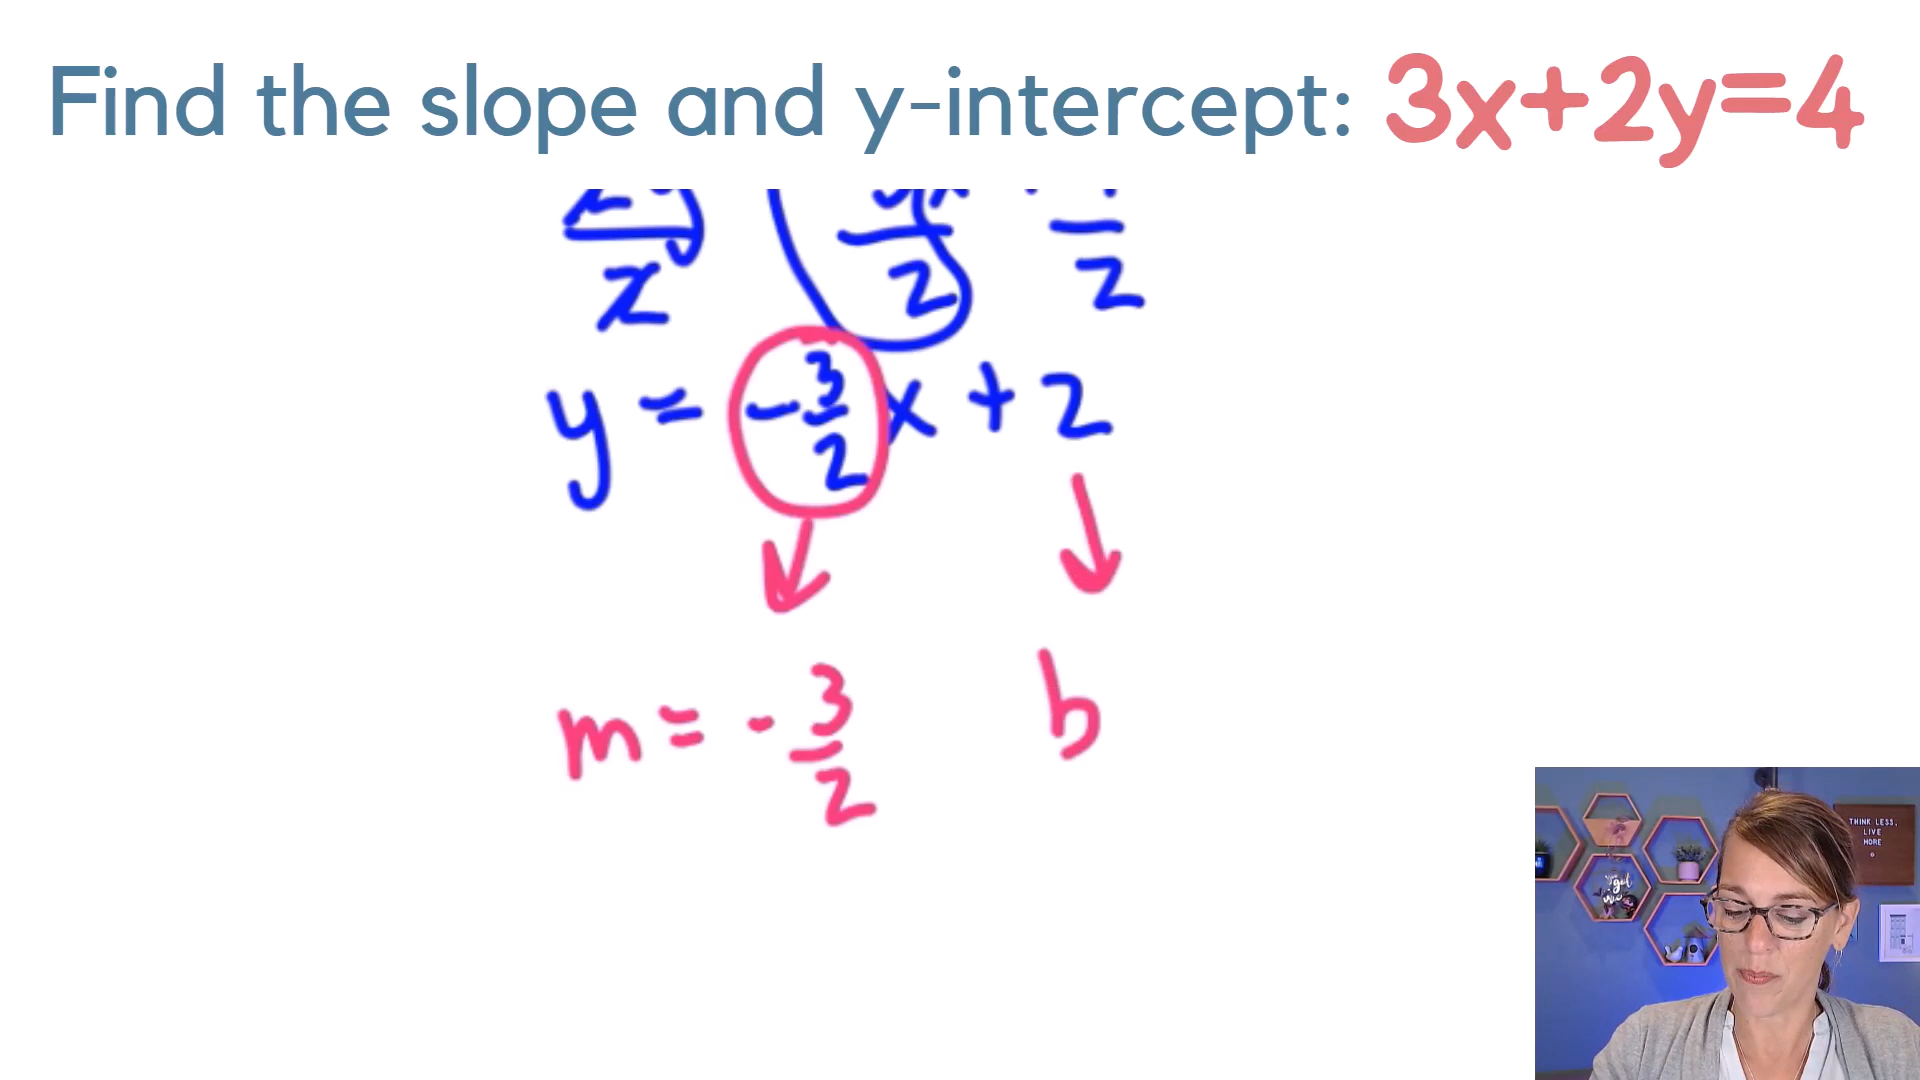 Find the slope and y-intercept: 3x+2y=4
2 2 2
y = -3/2 x + 2
m = -3/2 b
THINK LESS,
LIVE
MORE